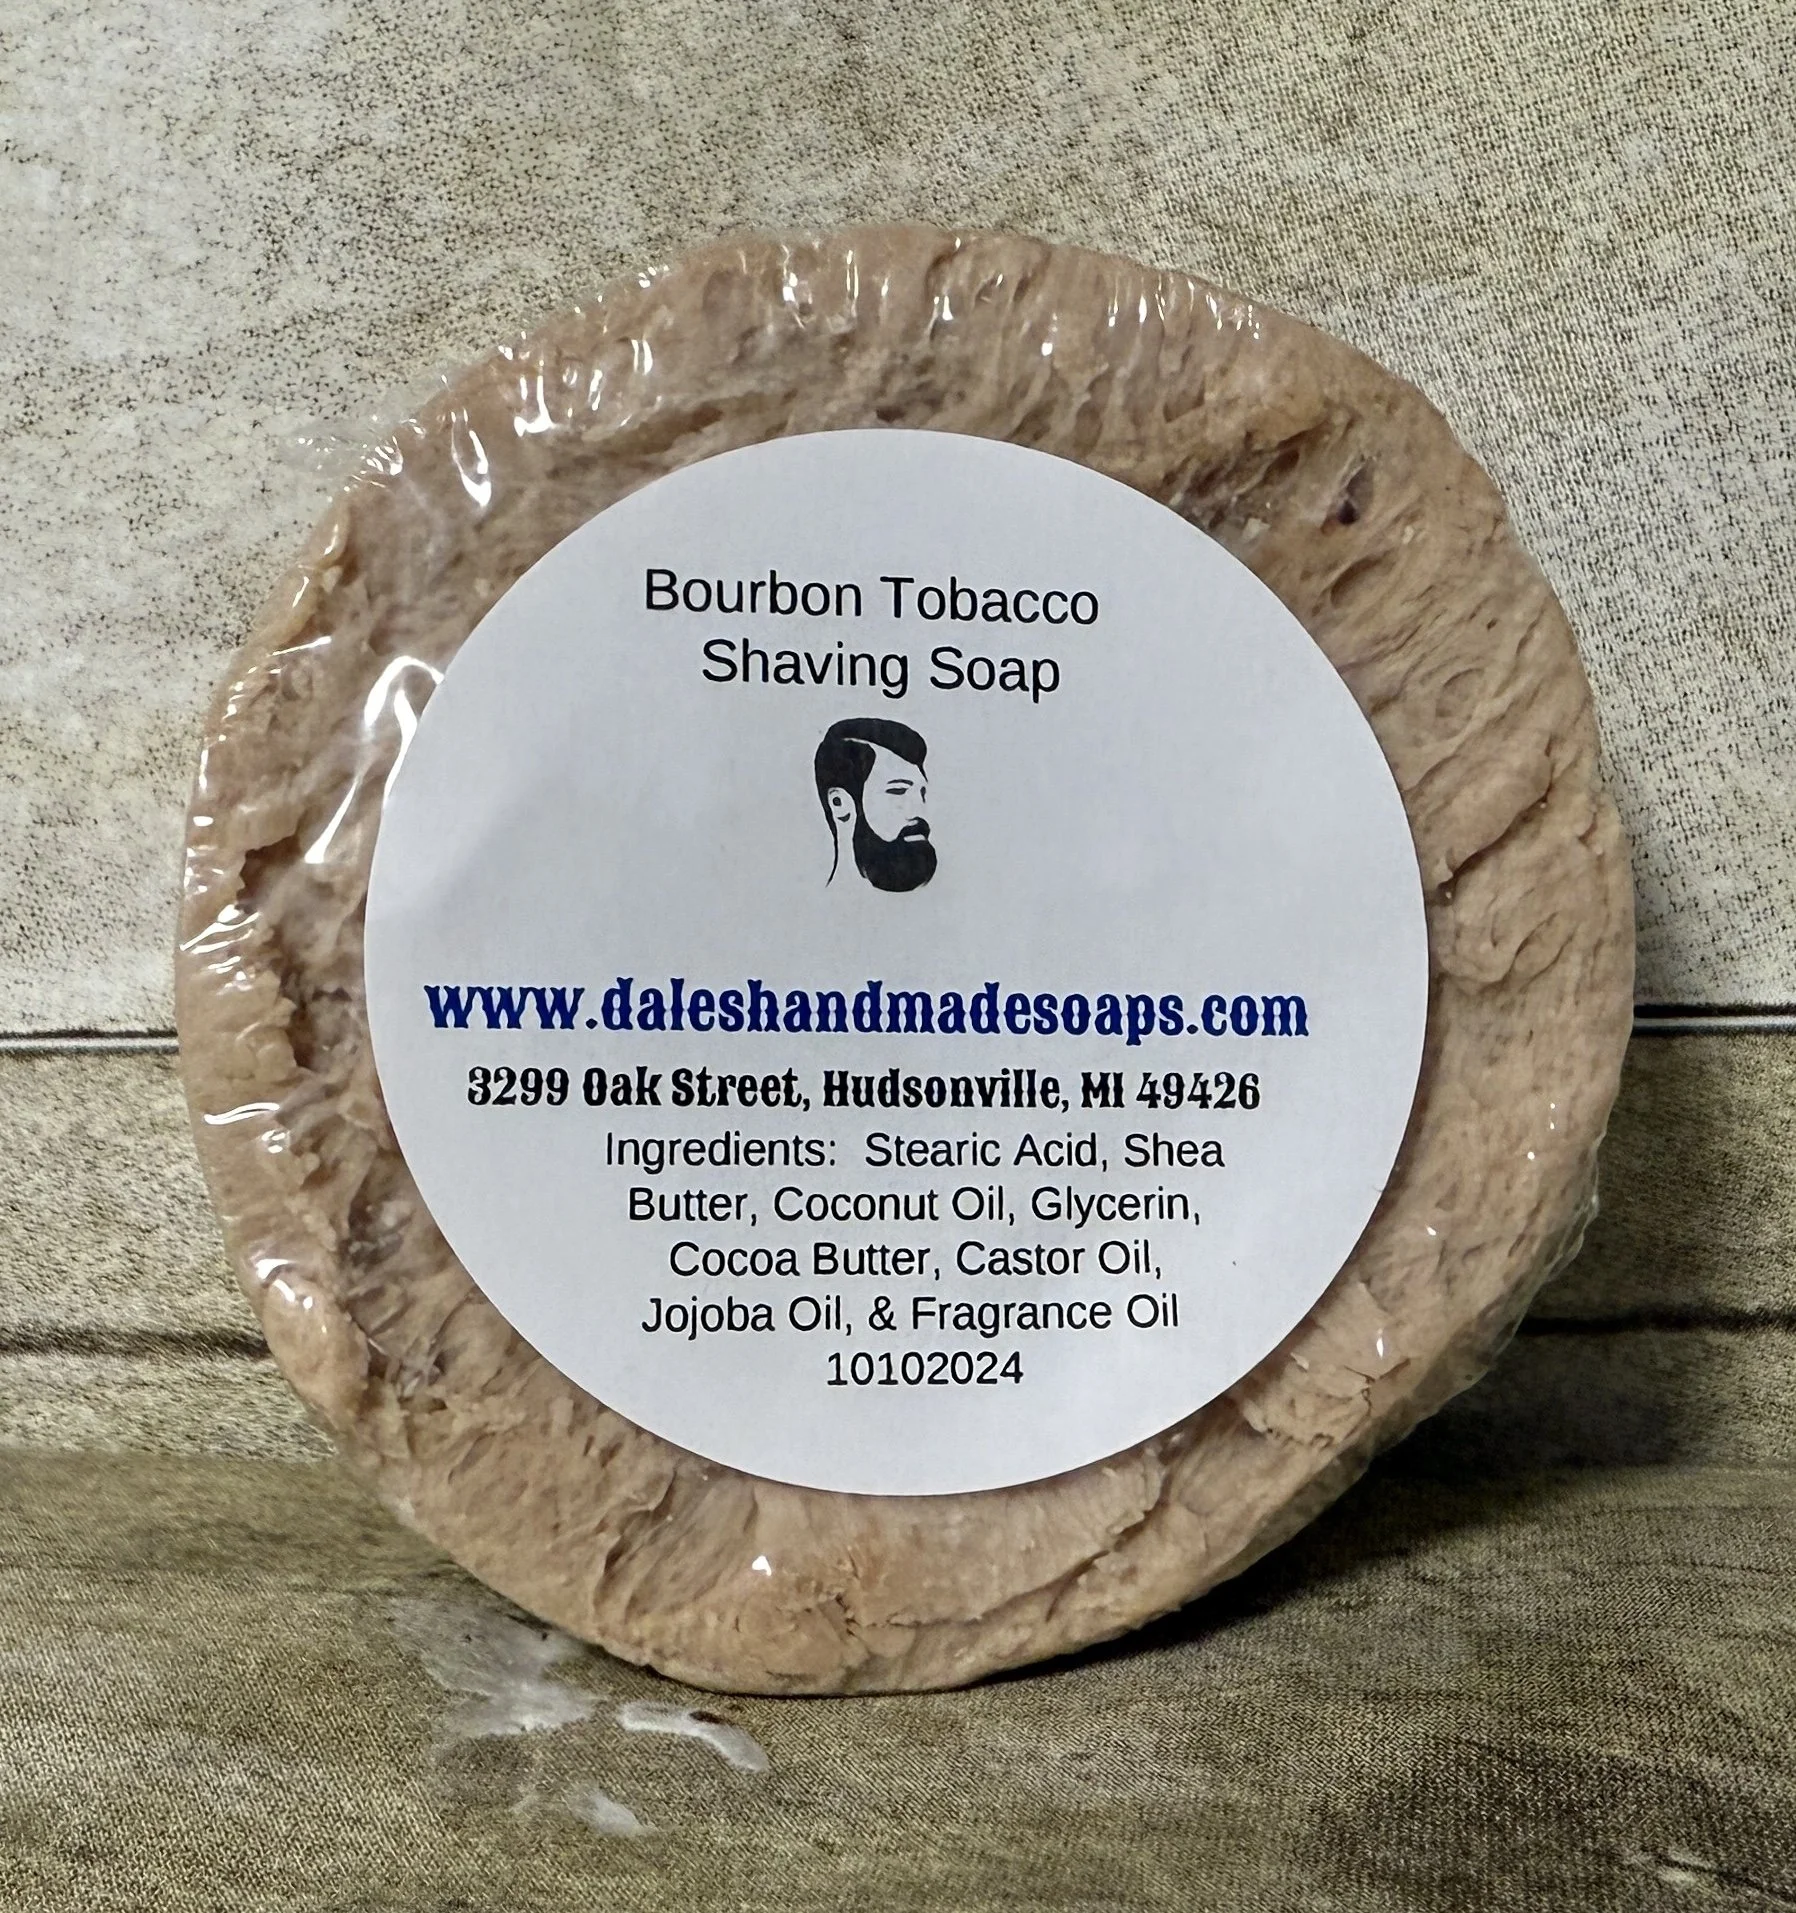 Bourbon Tobacco
Shaving Soap
www.daleshandmadesoaps.com
3299 Oak Street, Hudsonville, MI 49426
Ingredients: Stearic Acid, Shea
Butter, Coconut Oil, Glycerin,
Cocoa Butter, Castor Oil,
Jojoba Oil, & Fragrance Oil
10102024